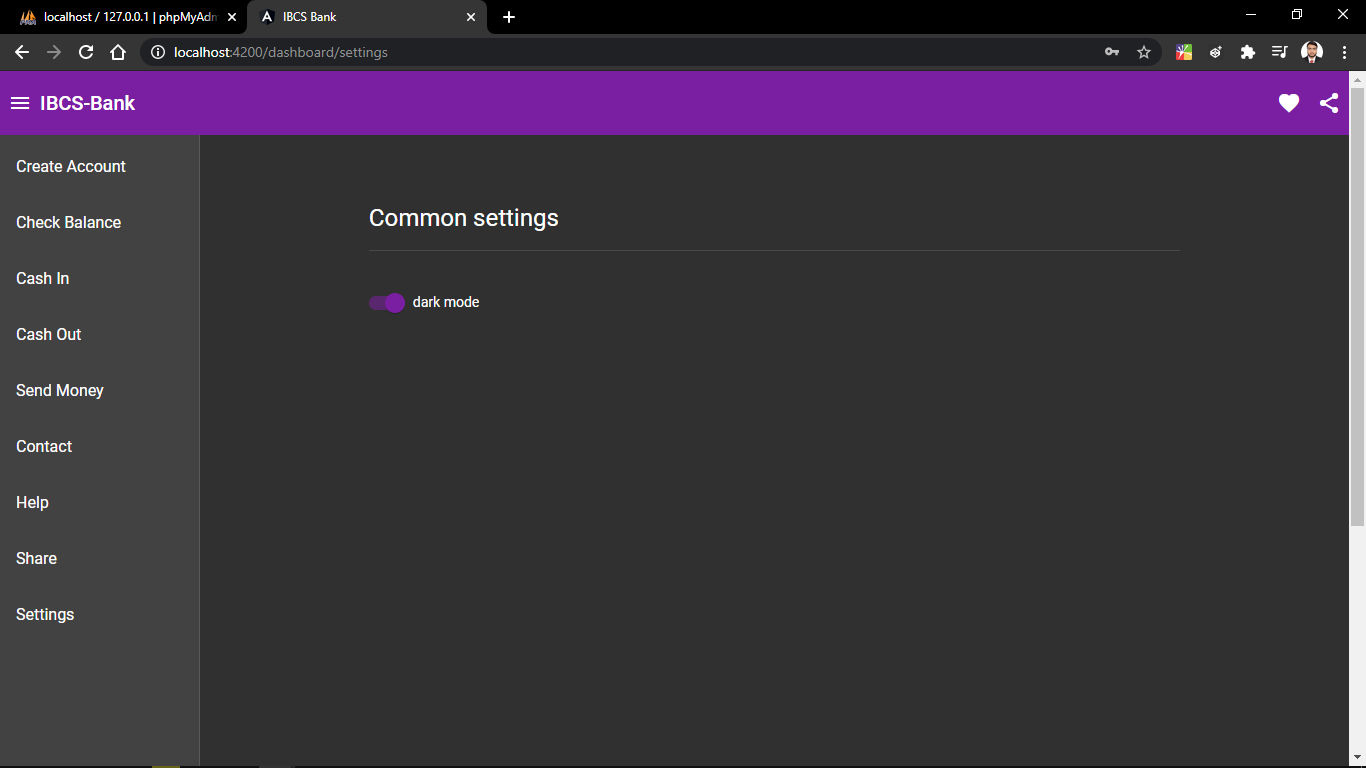 localhost / 127.0.0.1 | phpMyAdm
IBCS Bank
localhost:4200/dashboard/settings
IBCS-Bank
Create Account
Check Balance
Cash In
Cash Out
Send Money
Contact
Help
Share
Settings
Common settings
dark mode